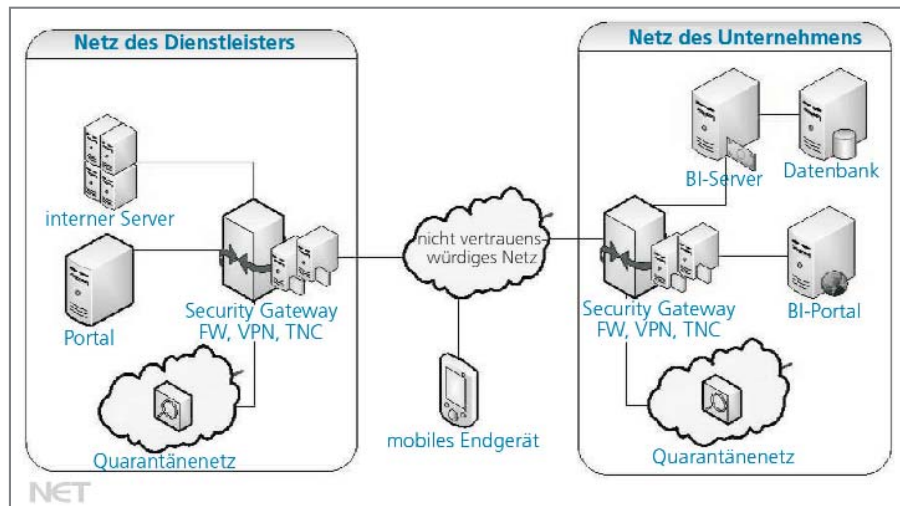 Netz des Dienstleisters
interner Server
Portal
Security Gateway
FW, VPN, TNC
Quarantänenetz
nicht vertrauens-
würdiges Netz
mobiles Endgerät
Netz des Unternehmens
BI-Server
Datenbank
Security Gateway
FW, VPN, TNC
BI-Portal
Quarantänenetz
NET